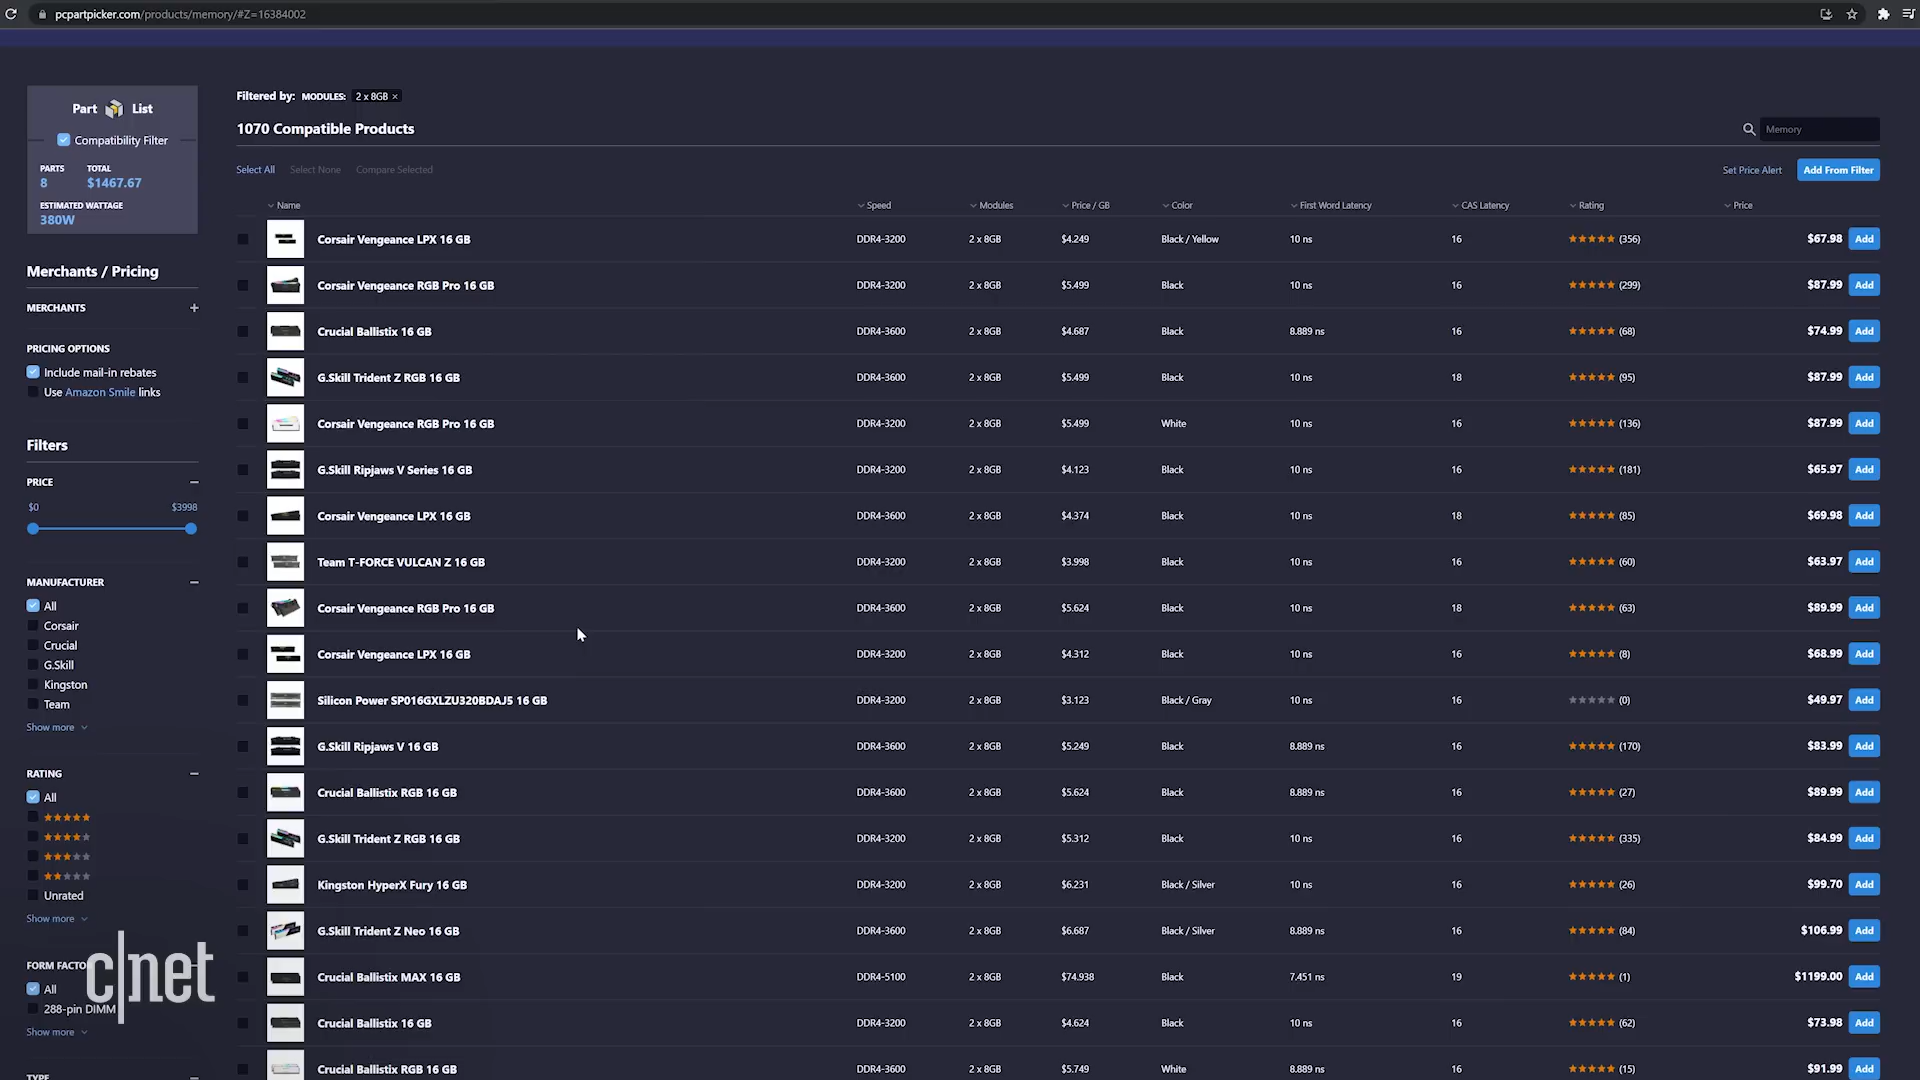 pcpartpicker.com/products/memory/#Z=16384002
Part List
Compatibility Filter
PARTS TOTAL
8 $1467.67
ESTIMATED WATTAGE
380W
Merchants / Pricing
MERCHANTS +
PRICING OPTIONS
Include mail-in rebates
Use Amazon Smile links
Filters
PRICE
$0 $3998
MANUFACTURER
All
Corsair
Crucial
G.Skill
Kingston
Team
Show more
RATING
All
Unrated
Show more
FORM FACTO
All
288-pin DIMM
Show more
TYPE
c|net
Filtered by: MODULES: 2 x 8GB ×
1070 Compatible Products
Memory
Select All Select None Compare Selected Set Price Alert Add From Filter
Name Speed Modules Price / GB Color First Word Latency CAS Latency Rating Price
Corsair Vengeance LPX 16 GB DDR4-3200 2 x 8GB $4.249 Black / Yellow 10 ns 16 (356) $67.98 Add
Corsair Vengeance RGB Pro 16 GB DDR4-3200 2 x 8GB $5.499 Black 10 ns 16 (299) $87.99 Add
Crucial Ballistix 16 GB DDR4-3600 2 x 8GB $4.687 Black 8.889 ns 16 (68) $74.99 Add
G.Skill Trident Z RGB 16 GB DDR4-3600 2 x 8GB $5.499 Black 10 ns 18 (95) $87.99 Add
Corsair Vengeance RGB Pro 16 GB DDR4-3200 2 x 8GB $5.499 White 10 ns 16 (136) $87.99 Add
G.Skill Ripjaws V Series 16 GB DDR4-3200 2 x 8GB $4.123 Black 10 ns 16 (181) $65.97 Add
Corsair Vengeance LPX 16 GB DDR4-3600 2 x 8GB $4.374 Black 10 ns 18 (85) $69.98 Add
Team T-FORCE VULCAN Z 16 GB DDR4-3200 2 x 8GB $3.998 Black 10 ns 16 (60) $63.97 Add
Corsair Vengeance RGB Pro 16 GB DDR4-3600 2 x 8GB $5.624 Black 10 ns 18 (63) $89.99 Add
Corsair Vengeance LPX 16 GB DDR4-3200 2 x 8GB $4.312 Black 10 ns 16 (8) $68.99 Add
Silicon Power SP016GXLZU320BDAJ5 16 GB DDR4-3200 2 x 8GB $3.123 Black / Gray 10 ns 16 (0) $49.97 Add
G.Skill Ripjaws V 16 GB DDR4-3600 2 x 8GB $5.249 Black 8.889 ns 16 (170) $83.99 Add
Crucial Ballistix RGB 16 GB DDR4-3600 2 x 8GB $5.624 Black 8.889 ns 16 (27) $89.99 Add
G.Skill Trident Z RGB 16 GB DDR4-3200 2 x 8GB $5.312 Black 10 ns 16 (335) $84.99 Add
Kingston HyperX Fury 16 GB DDR4-3200 2 x 8GB $6.231 Black / Silver 10 ns 16 (26) $99.70 Add
G.Skill Trident Z Neo 16 GB DDR4-3600 2 x 8GB $6.687 Black / Silver 8.889 ns 16 (84) $106.99 Add
Crucial Ballistix MAX 16 GB DDR4-5100 2 x 8GB $74.938 Black 7.451 ns 19 (1) $1199.00 Add
Crucial Ballistix 16 GB DDR4-3200 2 x 8GB $4.624 Black 10 ns 16 (62) $73.98 Add
Crucial Ballistix RGB 16 GB DDR4-3600 2 x 8GB $5.749 White 8.889 ns 16 (15) $91.99 Add